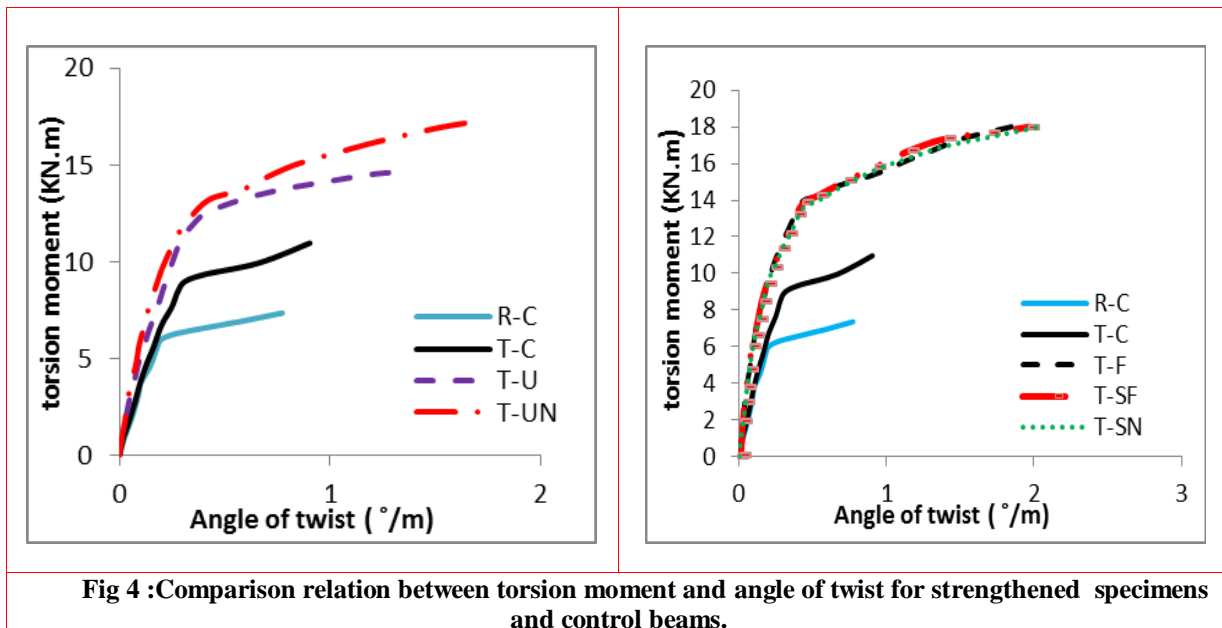 20
15
10
5
0
torsion moment (KN.m)
R-C
T-C
T-U
T-UN
0
1
2
Angle of twist ( °/m)
20
18
16
14
12
10
8
6
4
2
0
torsion moment (KN.m)
R-C
T-C
T-F
T-SF
T-SN
0
1
2
3
Angle of twist ( °/m)
Fig 4 :Comparison relation between torsion moment and angle of twist for strengthened specimens
and control beams.